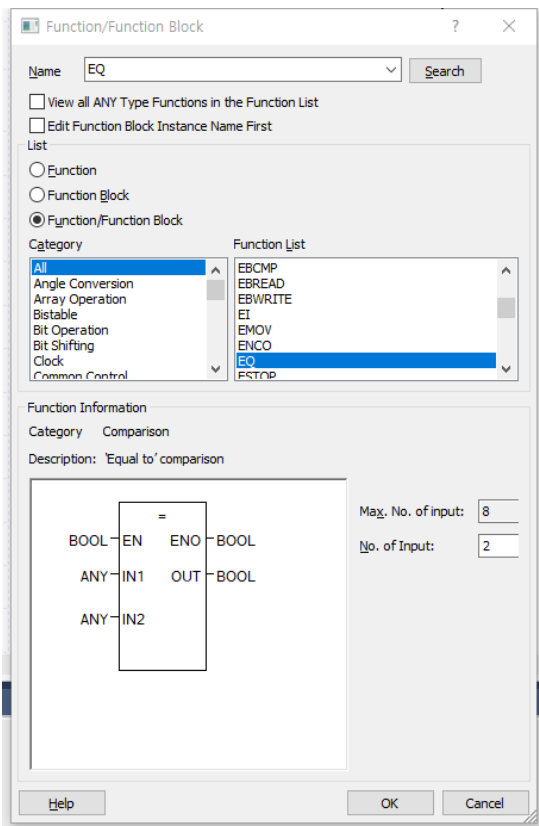 Function/Function Block
Name EQ Search
View all ANY Type Functions in the Function List
Edit Function Block Instance Name First
List
Function
Function Block
Function/Function Block
Category Function List
All
Angle Conversion
Array Operation
Bistable
Bit Operation
Bit Shifting
Clock
Common Control
EBCMP
EBREAD
EBWRITE
EI
EMOV
ENCO
EQ
ESTOP
Function Information
Category Comparison
Description: 'Equal to' comparison
=
BOOL EN ENO BOOL
ANY IN1 OUT BOOL
ANY IN2
Max. No. of input: 8
No. of Input: 2
Help OK Cancel